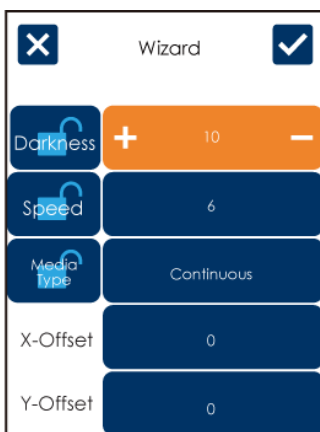 Wizard
Darkness + 10 −
Speed 6
Media
Type Continuous
X-Offset 0
Y-Offset 0